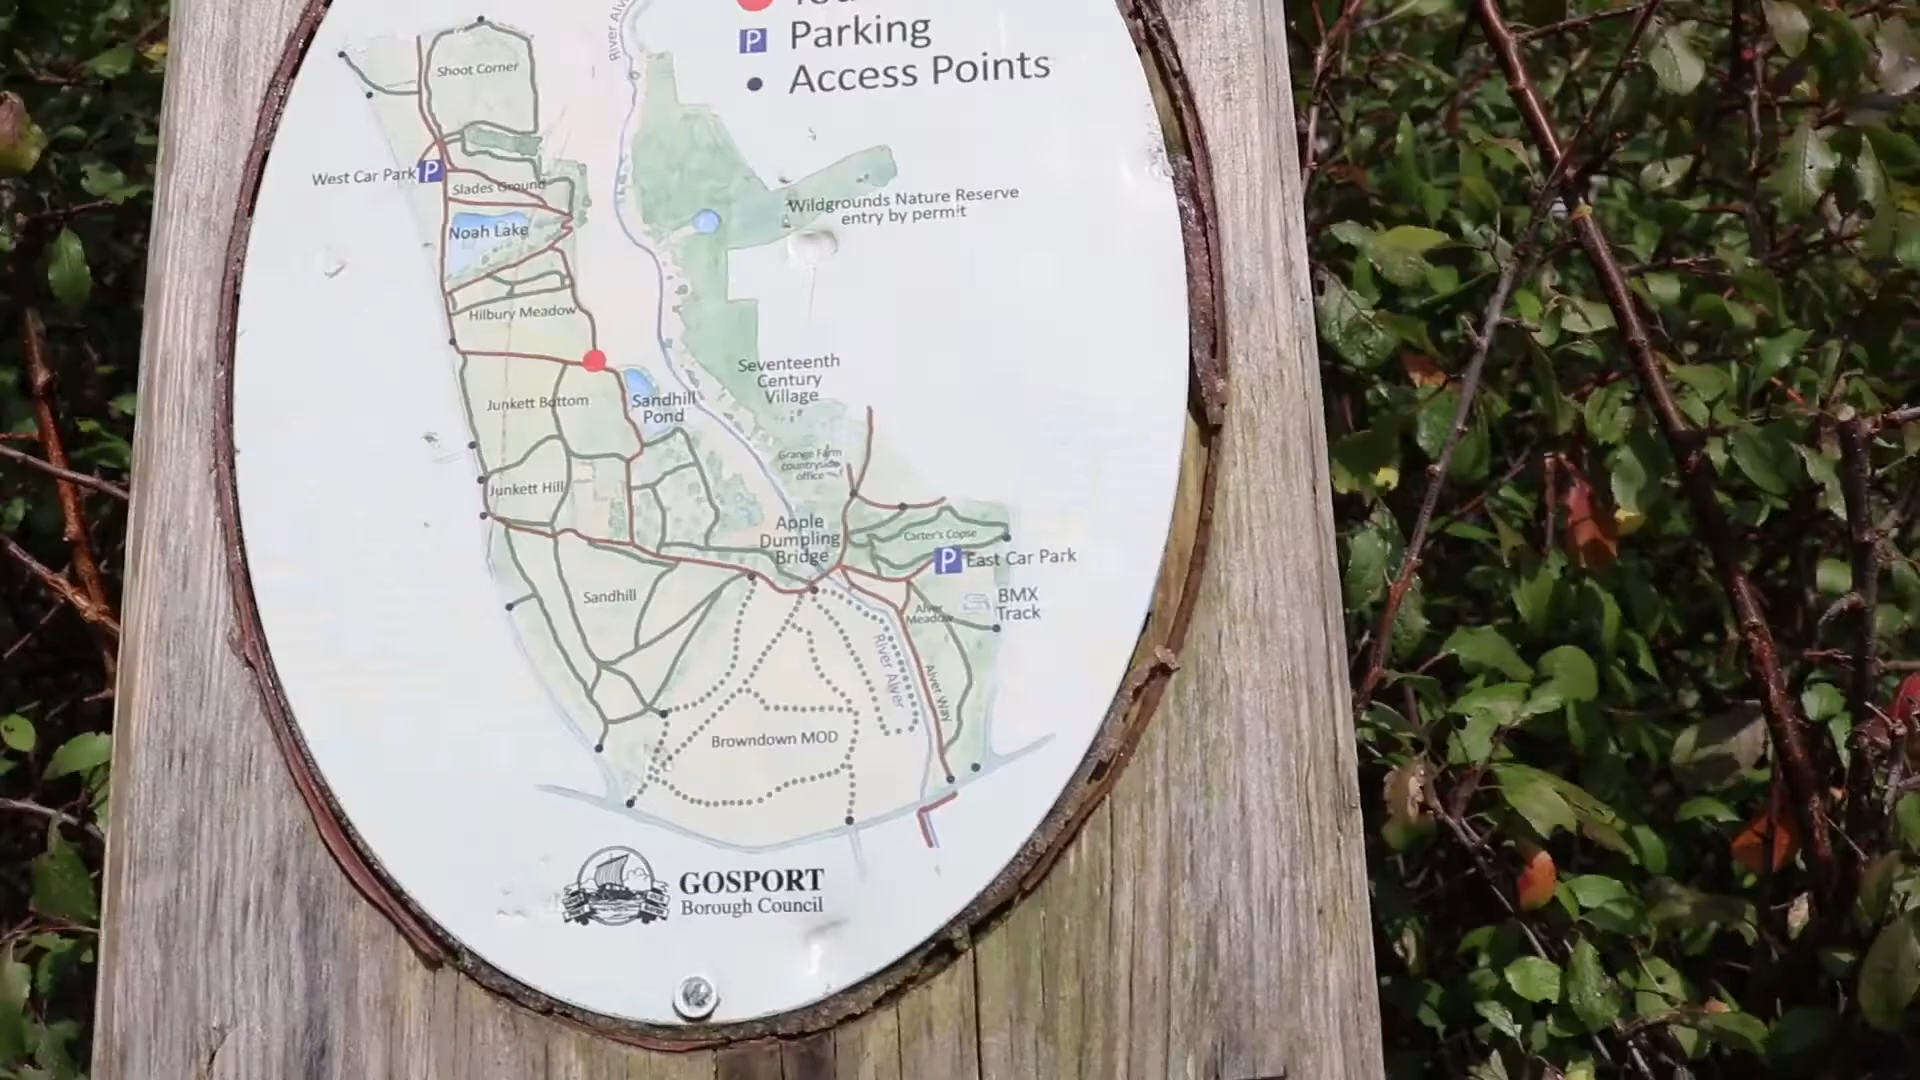 River Alver
Parking
P
Access Points
Shoot Corner
West Car Park
P
Slades Ground
Wildgrounds Nature Reserve
entry by permit
Noah Lake
Hilbury Meadow
Seventeenth
Century
Village
Junkett Bottom
Sandhill
Pond
Grange Farm
countryside
office
Junkett Hill
Apple
Dumpling
Bridge
Carter's Copse
P
East Car Park
Sandhill
BMX
Track
Alver
Meadow
River Alver
Alver Way
Browndown MOD
GOSPORT
Borough Council